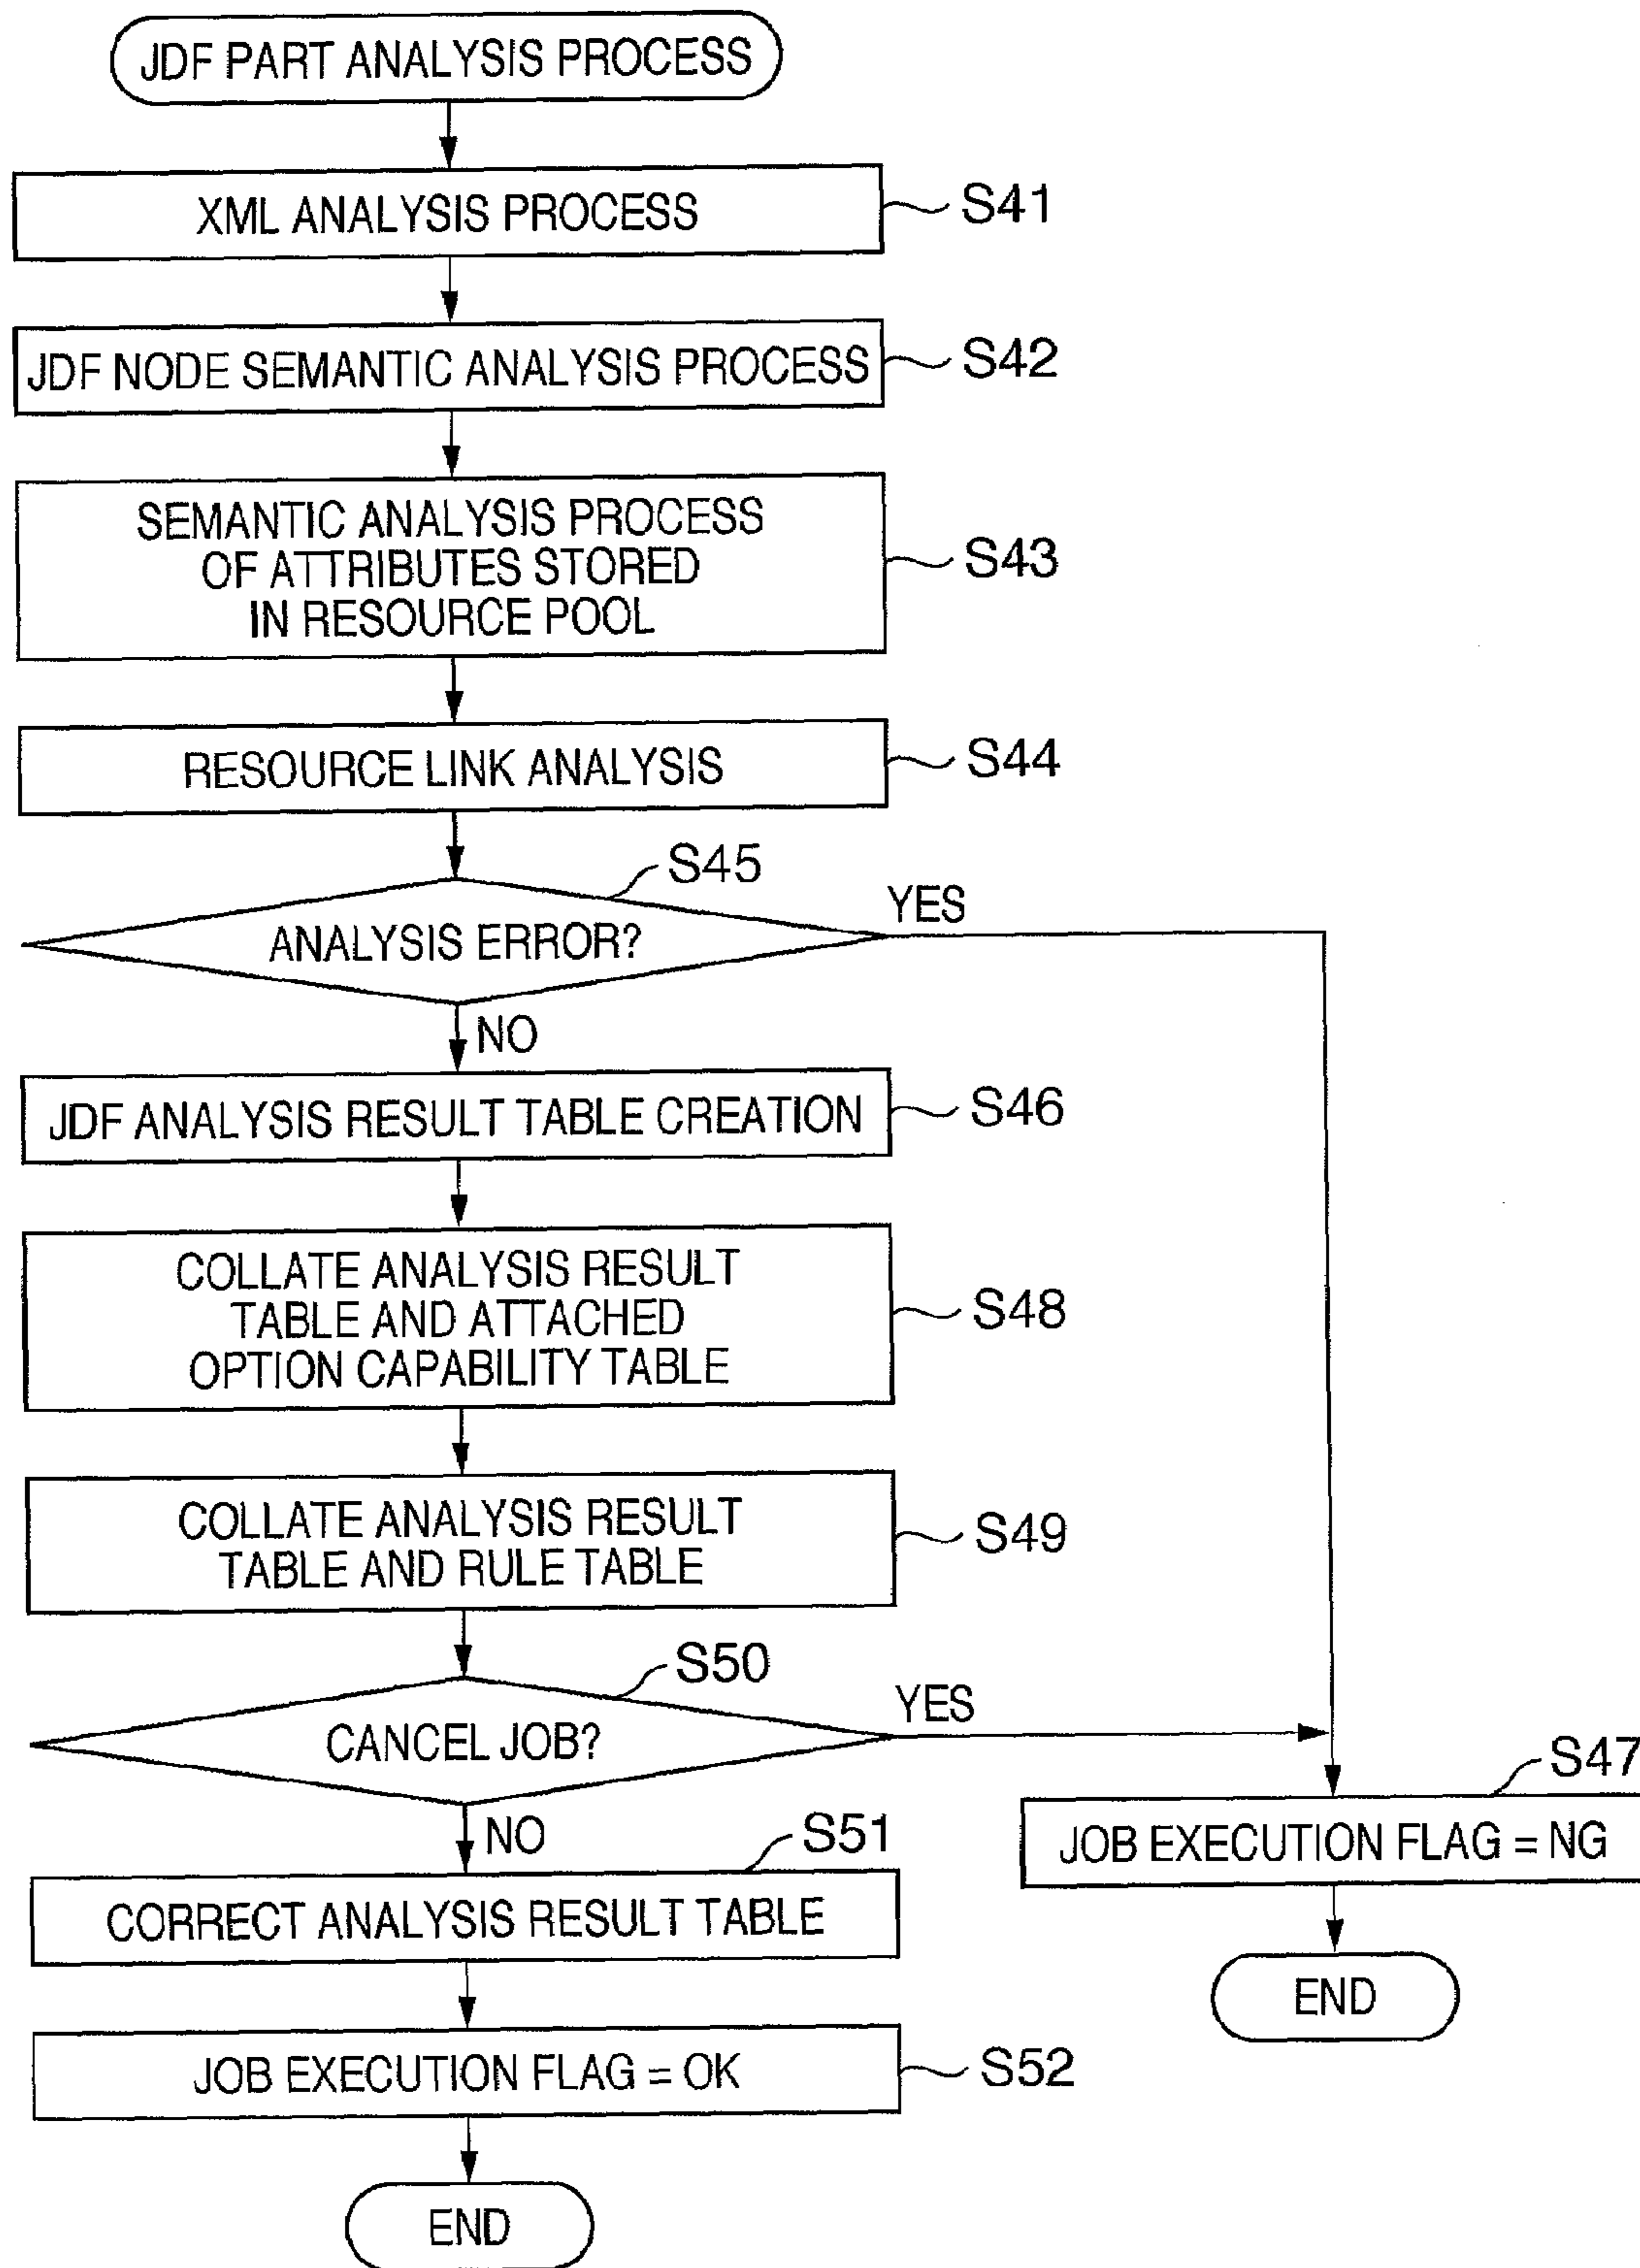 JDF PART ANALYSIS PROCESS
XML ANALYSIS PROCESS
S41
JDF NODE SEMANTIC ANALYSIS PROCESS
S42
SEMANTIC ANALYSIS PROCESS
OF ATTRIBUTES STORED
IN RESOURCE POOL
S43
RESOURCE LINK ANALYSIS
S44
S45
ANALYSIS ERROR?
YES
NO
JDF ANALYSIS RESULT TABLE CREATION
S46
COLLATE ANALYSIS RESULT
TABLE AND ATTACHED
OPTION CAPABILITY TABLE
S48
COLLATE ANALYSIS RESULT
TABLE AND RULE TABLE
S49
S50
CANCEL JOB?
YES
NO
S47
JOB EXECUTION FLAG = NG
END
S51
CORRECT ANALYSIS RESULT TABLE
JOB EXECUTION FLAG = OK
S52
END